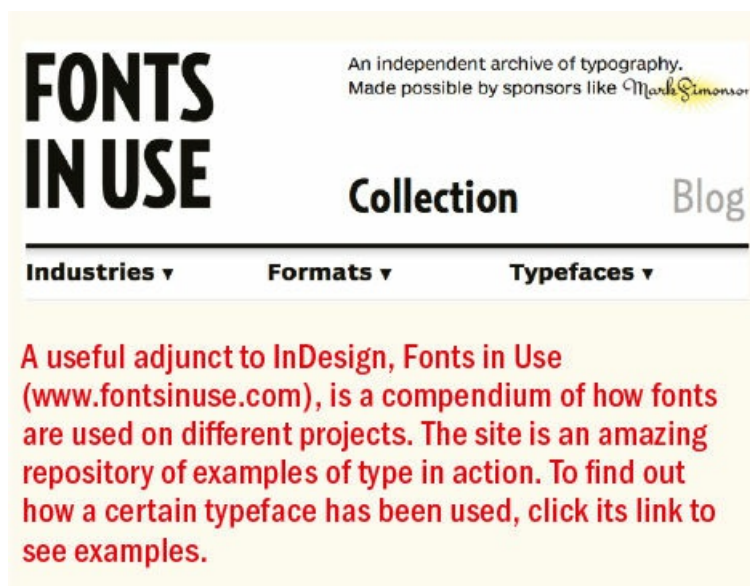 FONTS
IN USE
An independent archive of typography.
Made possible by sponsors like Mark Simonson
Collection
Blog
Industries ▾
Formats ▾
Typefaces ▾
A useful adjunct to InDesign, Fonts in Use
(www.fontsinuse.com), is a compendium of how fonts
are used on different projects. The site is an amazing
repository of examples of type in action. To find out
how a certain typeface has been used, click its link to
see examples.